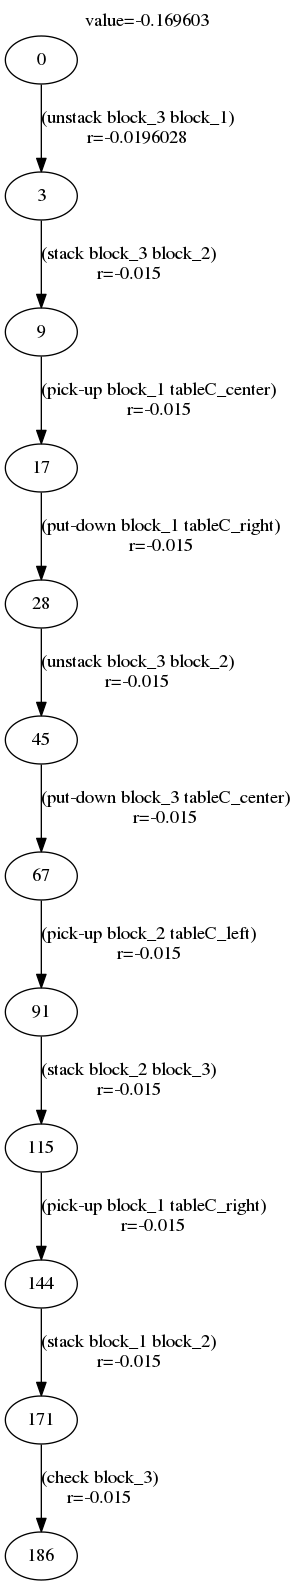 value=-0.169603
0
(unstack block_3 block_1)
r=-0.0196028
3
(stack block_3 block_2)
r=-0.015
9
(pick-up block_1 tableC_center)
r=-0.015
17
(put-down block_1 tableC_right)
r=-0.015
28
(unstack block_3 block_2)
r=-0.015
45
(put-down block_3 tableC_center)
r=-0.015
67
(pick-up block_2 tableC_left)
r=-0.015
91
(stack block_2 block_3)
r=-0.015
115
(pick-up block_1 tableC_right)
r=-0.015
144
(stack block_1 block_2)
r=-0.015
171
(check block_3)
r=-0.015
186